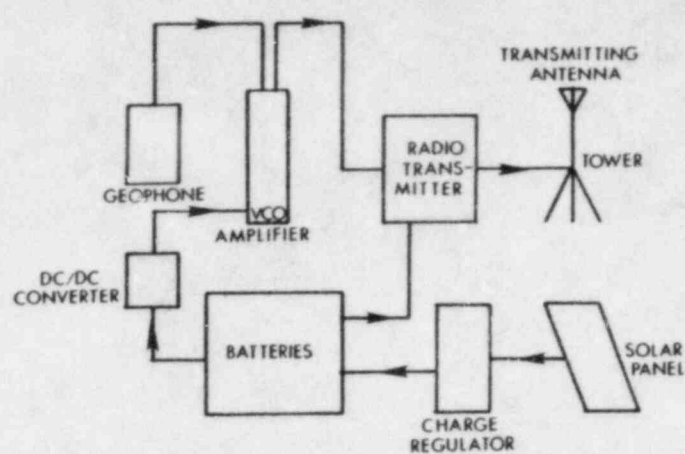 TRANSMITTING
ANTENNA
RADIO
TRANS-
MITTER
TOWER
GEOPHONE
VCO
AMPLIFIER
DC/DC
CONVERTER
BATTERIES
SOLAR
PANEL
CHARGE
REGULATOR